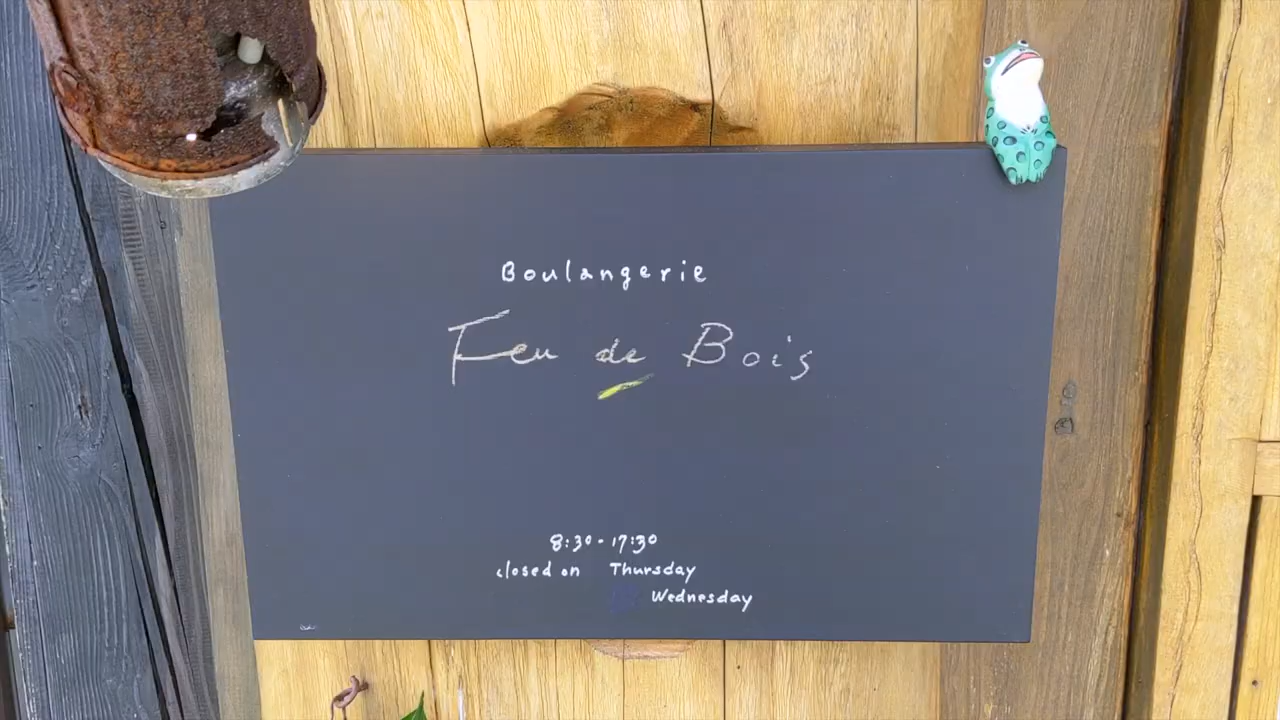 Boulangerie
Feu de Bois
8:30-17:30
closed on Thursday
Wednesday